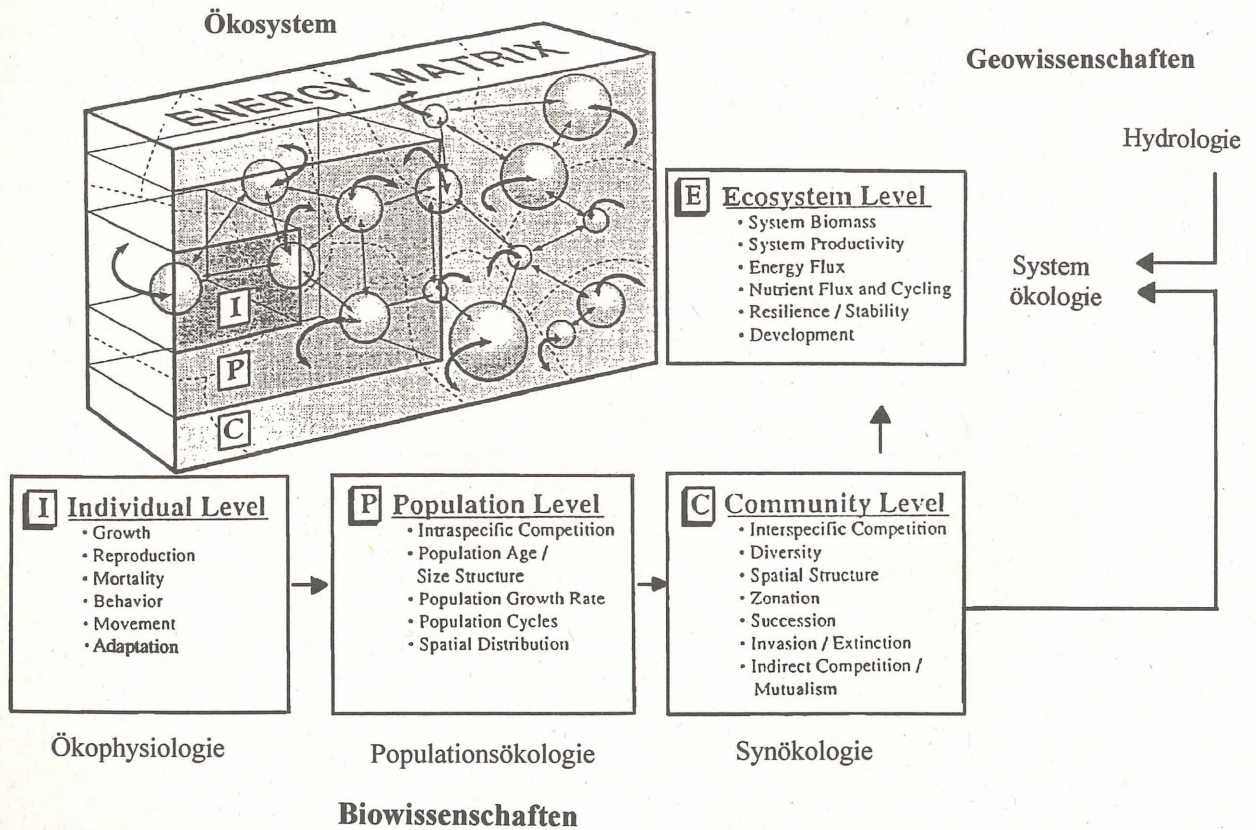 Ökosystem
Geowissenschaften
ENERGY MATRIX
Hydrologie
I
P
C
E Ecosystem Level
• System Biomass
• System Productivity
• Energy Flux
• Nutrient Flux and Cycling
• Resilience / Stability
• Development
System
ökologie
I Individual Level
• Growth
• Reproduction
• Mortality
• Behavior
• Movement
• Adaptation
P Population Level
• Intraspecific Competition
• Population Age /
Size Structure
• Population Growth Rate
• Population Cycles
• Spatial Distribution
C Community Level
• Interspecific Competition
• Diversity
• Spatial Structure
• Zonation
• Succession
• Invasion / Extinction
• Indirect Competition /
Mutualism
Ökophysiologie
Populationsökologie
Synökologie
Biowissenschaften